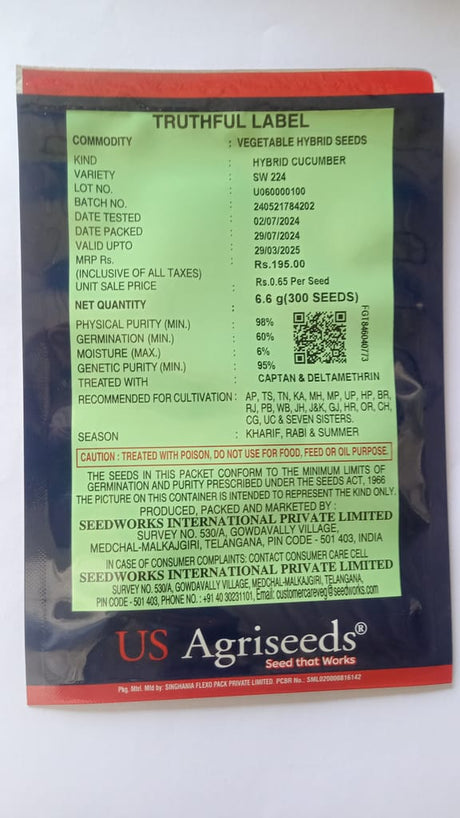 TRUTHFUL LABEL
COMMODITY : VEGETABLE HYBRID SEEDS
KIND : HYBRID CUCUMBER
VARIETY : SW 224
LOT NO. : U060000100
BATCH NO. : 240521784202
DATE TESTED : 02/07/2024
DATE PACKED : 29/07/2024
VALID UPTO : 29/03/2025
MRP Rs. : Rs.195.00
(INCLUSIVE OF ALL TAXES)
UNIT SALE PRICE : Rs.0.65 Per Seed
NET QUANTITY : 6.6 g(300 SEEDS)
PHYSICAL PURITY (MIN.) : 98%
GERMINATION (MIN.) : 60%
MOISTURE (MAX.) : 6%
GENETIC PURITY (MIN.) : 95%
FGT846040773
TREATED WITH : CAPTAN & DELTAMETHRIN
RECOMMENDED FOR CULTIVATION : AP, TS, TN, KA, MH, MP, UP, HP, BR,
RJ, PB, WB, JH, J&K, GJ, HR, OR, CH,
CG, UC & SEVEN SISTERS.
SEASON : KHARIF, RABI & SUMMER
CAUTION : TREATED WITH POISON, DO NOT USE FOR FOOD, FEED OR OIL PURPOSE.
THE SEEDS IN THIS PACKET CONFORM TO THE MINIMUM LIMITS OF
GERMINATION AND PURITY PRESCRIBED UNDER THE SEEDS ACT, 1966
THE PICTURE ON THIS CONTAINER IS INTENDED TO REPRESENT THE KIND ONLY.
PRODUCED, PACKED AND MARKETED BY :
SEEDWORKS INTERNATIONAL PRIVATE LIMITED
SURVEY NO. 530/A, GOWDAVALLY VILLAGE,
MEDCHAL-MALKAJGIRI, TELANGANA, PIN CODE - 501 403, INDIA
IN CASE OF CONSUMER COMPLAINTS: CONTACT CONSUMER CARE CELL
SEEDWORKS INTERNATIONAL PRIVATE LIMITED
SURVEY NO. 530/A, GOWDAVALLY VILLAGE, MEDCHAL-MALKAJGIRI, TELANGANA,
PIN CODE - 501 403, PHONE NO. : +91 40 30231101, Email: customercareveg@seedworks.com
US Agriseeds®
Seed that Works
Pkg. Mtrl. Mfd by: SINGHANIA FLEXO PACK PRIVATE LIMITED. PCBR No.: SML020000816142